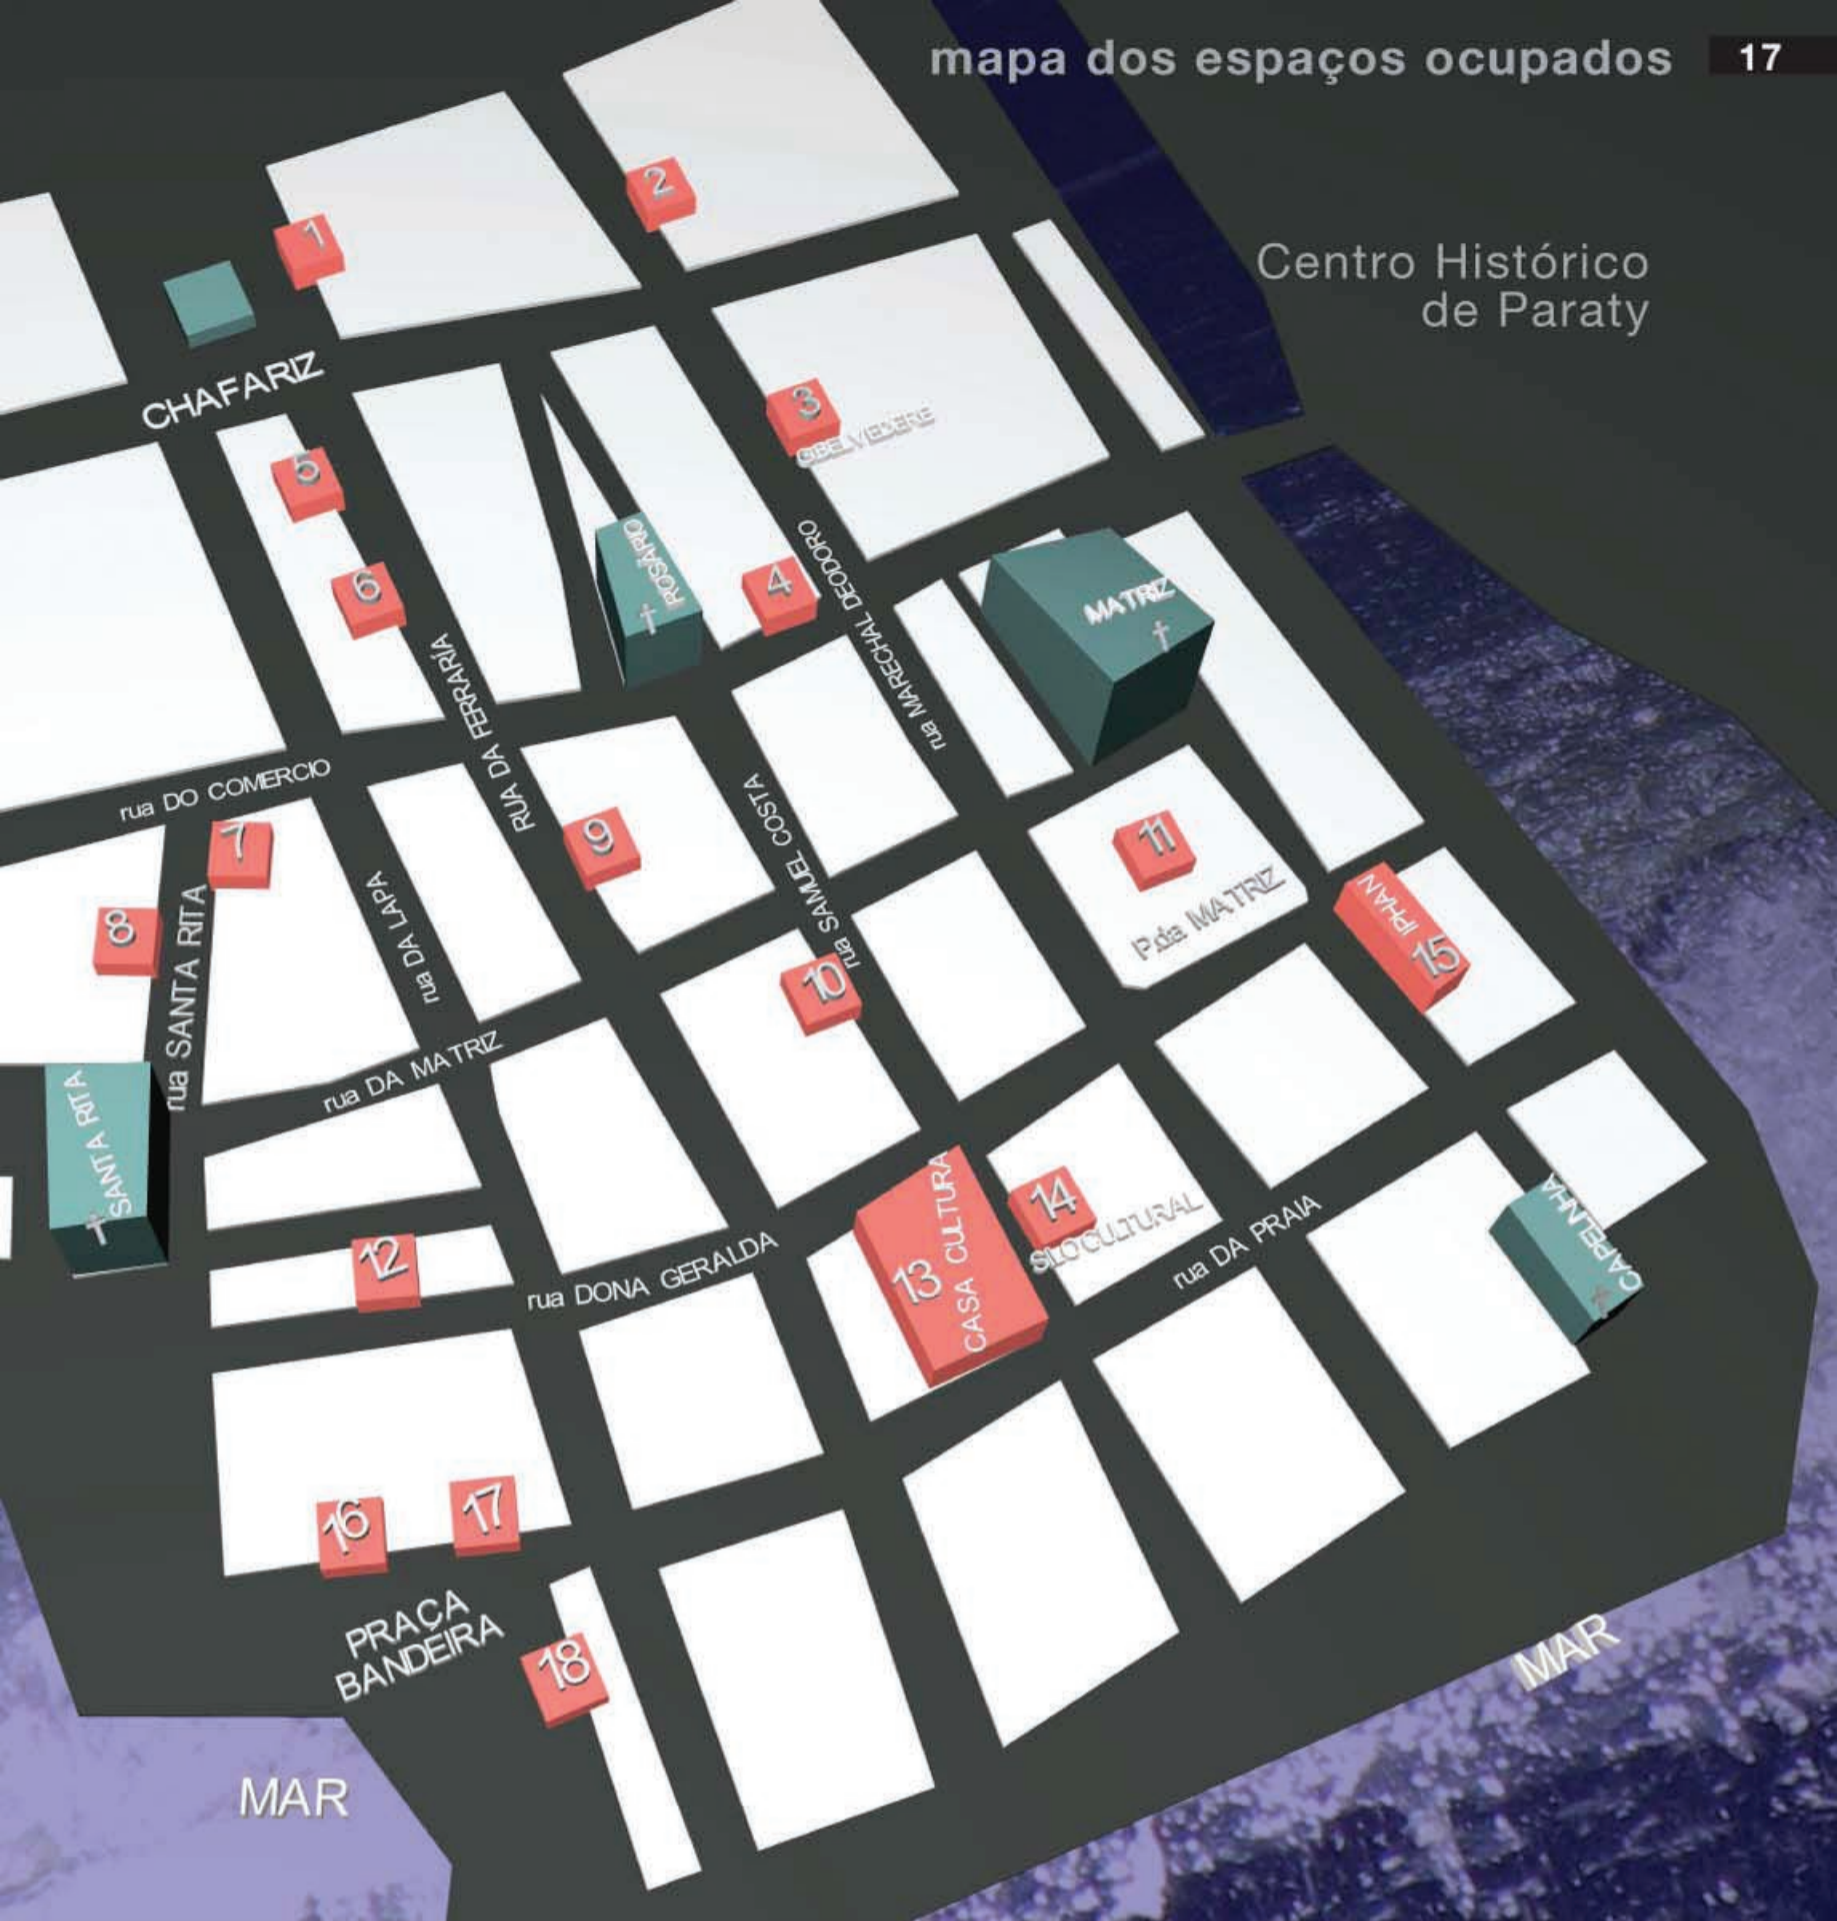 mapa dos espaços ocupados 17
Centro Histórico
de Paraty
2
1
CHAFARIZ
3
BELVEDERE
5
ROSÁRIO
4
6
rua MARECHAL DEODORO
MATRIZ
RUA DA FERRARÍA
rua DO COMERCIO
7
9
11
rua SAMUEL COSTA
P.da MATRIZ
IPHAN
15
8
rua SANTA RITA
rua DA LAPA
10
rua DA MATRIZ
SANTA RITA
12
rua DONA GERALDA
13
CASA CULTURA
14
SILO CULTURAL
rua DA PRAIA
CAPELINHA
16
17
PRAÇA
BANDEIRA
18
MAR
MAR